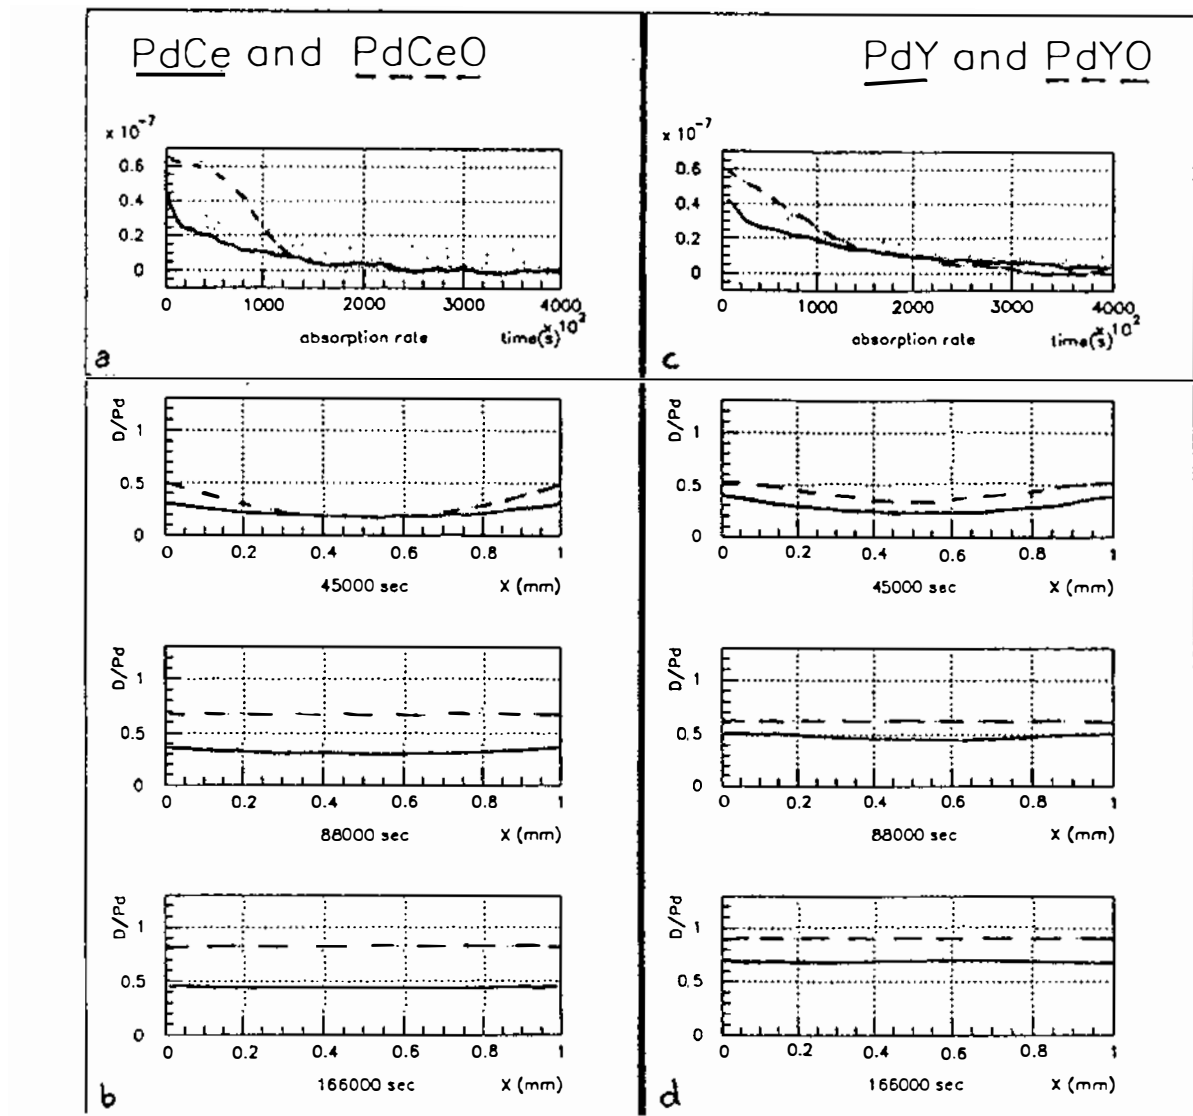 PdCe and PdCeO
x 10⁻⁷
0.6
0.4
0.2
0
0 1000 2000 3000 4000
x 10²
absorption rate time(s)
a
D/Pd
1
0.5
0
0 0.2 0.4 0.6 0.8 1
45000 sec X (mm)
D/Pd
1
0.5
0
0 0.2 0.4 0.6 0.8 1
88000 sec X (mm)
D/Pd
1
0.5
0
0 0.2 0.4 0.6 0.8 1
166000 sec X (mm)
b
PdY and PdYO
x 10⁻⁷
0.6
0.4
0.2
0
0 1000 2000 3000 4000
x 10²
absorption rate time(s)
c
D/Pd
1
0.5
0
0 0.2 0.4 0.6 0.8 1
45000 sec X (mm)
D/Pd
1
0.5
0
0 0.2 0.4 0.6 0.8 1
88000 sec X (mm)
D/Pd
1
0.5
0
0 0.2 0.4 0.6 0.8 1
166000 sec X (mm)
d